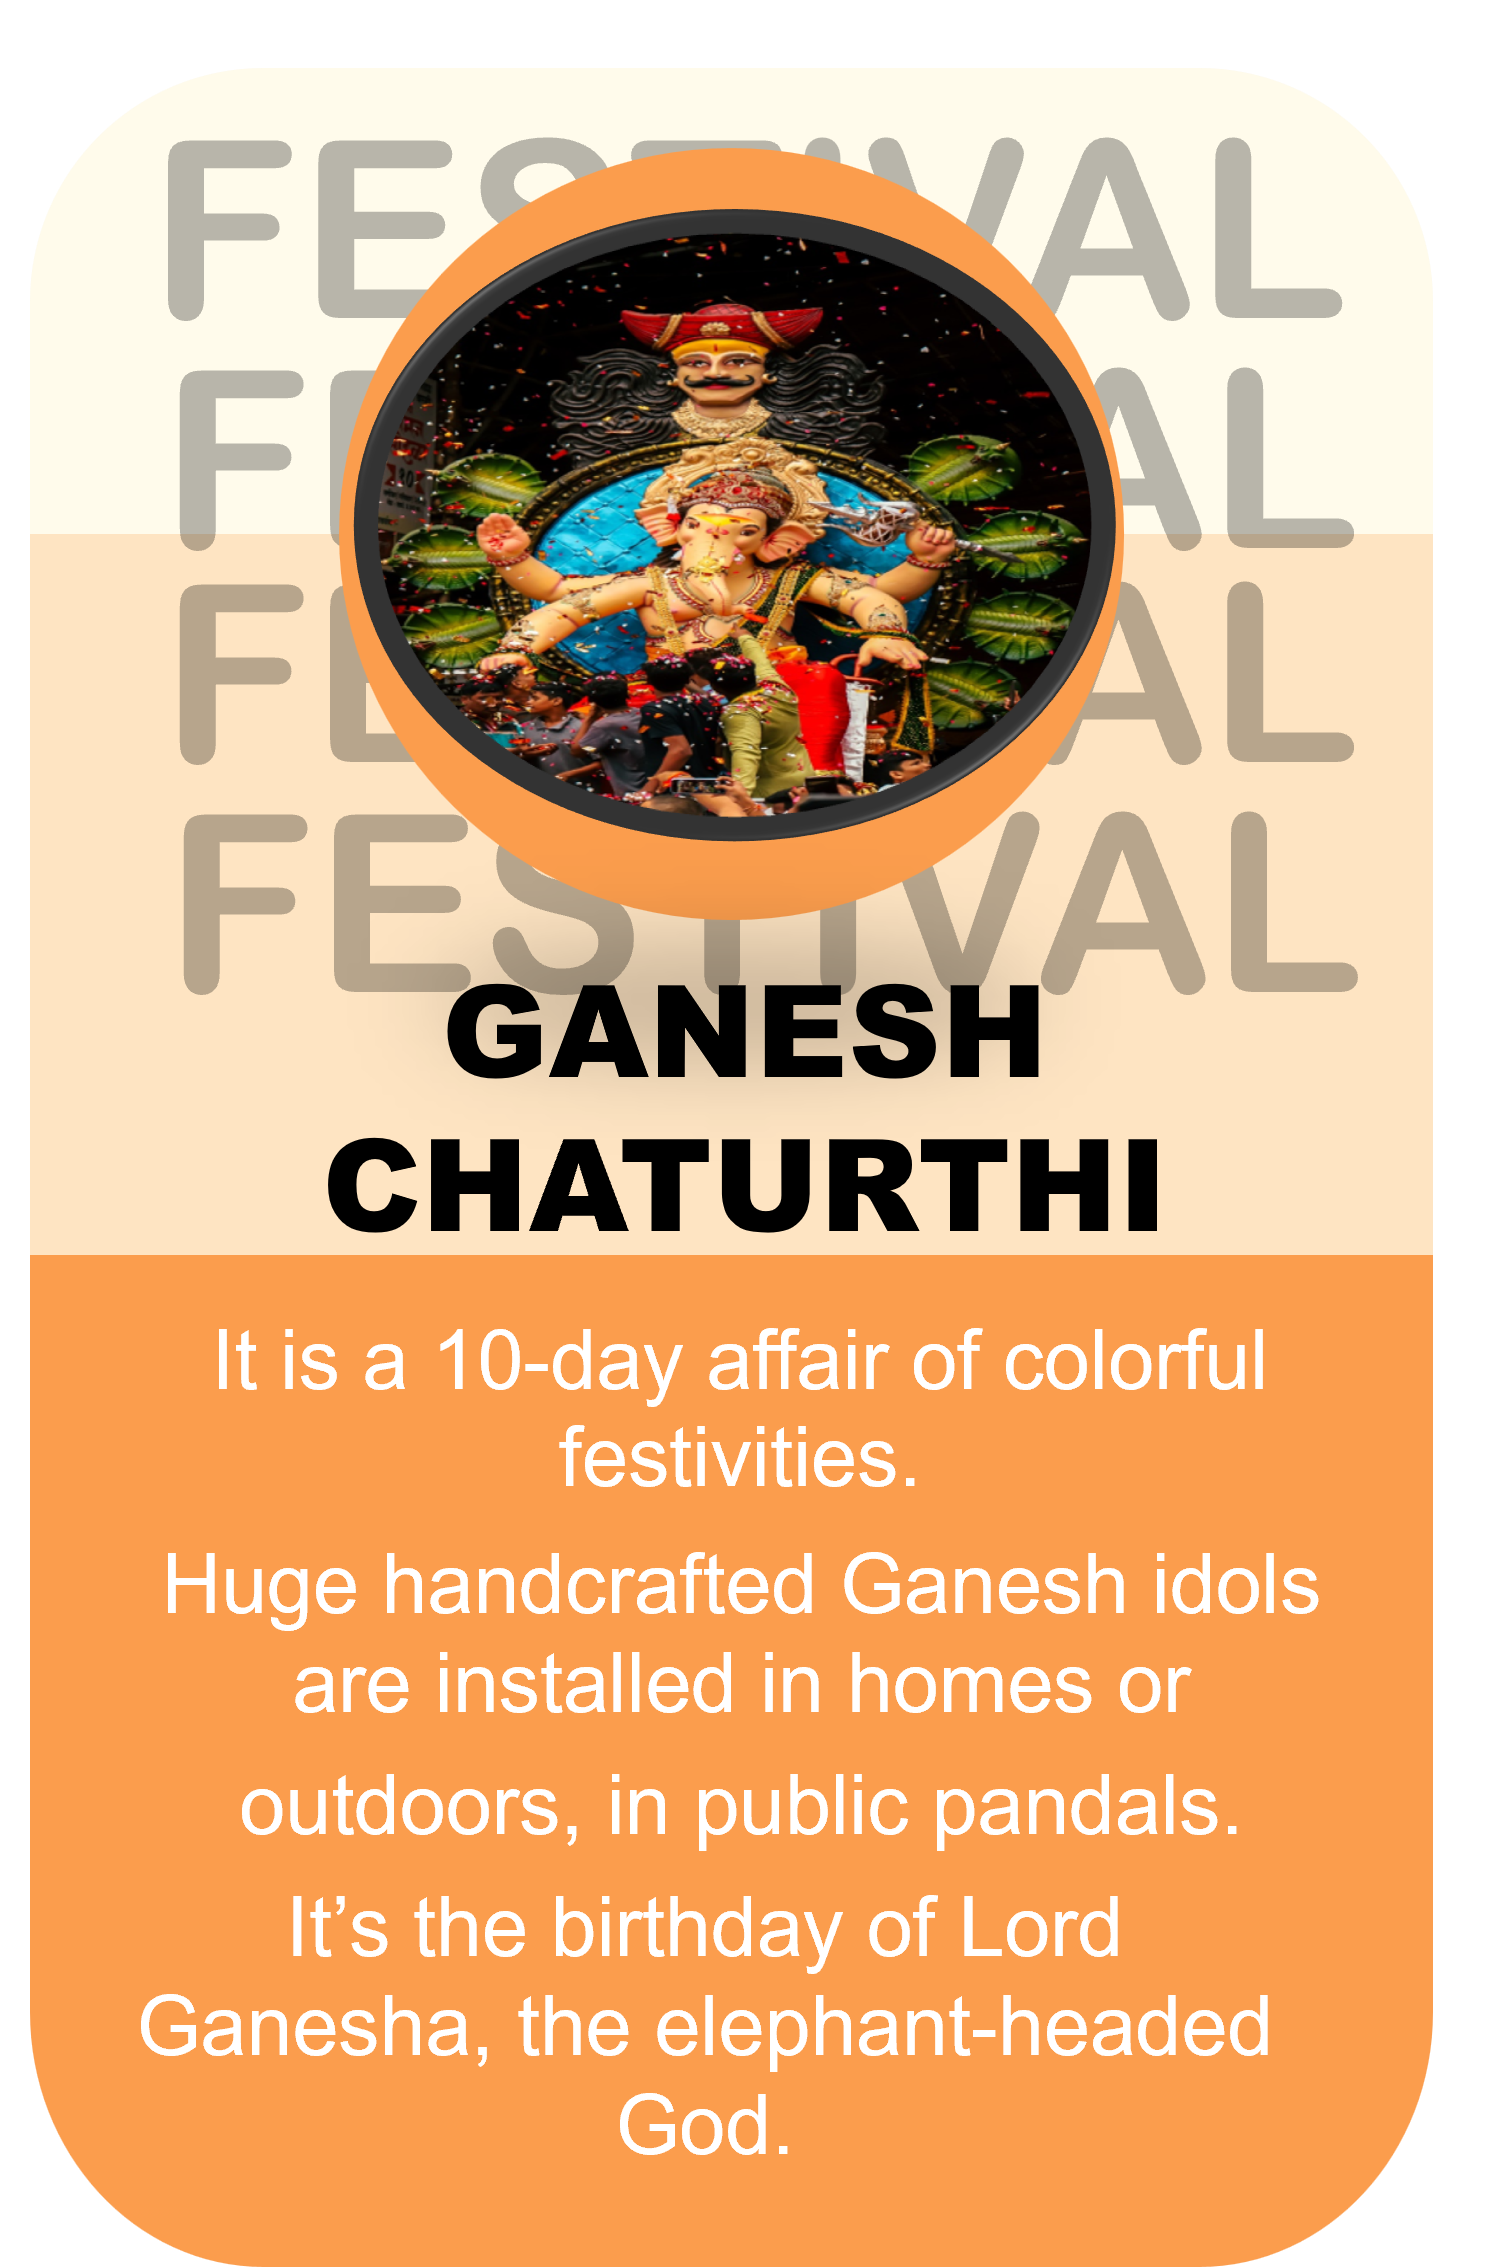 FESTIVAL
FESTIVAL
GANESH
CHATURTHI
It is a 10-day affair of colorful
festivities.
Huge handcrafted Ganesh idols
are installed in homes or
outdoors, in public pandals.
It’s the birthday of Lord
Ganesha, the elephant-headed
God.